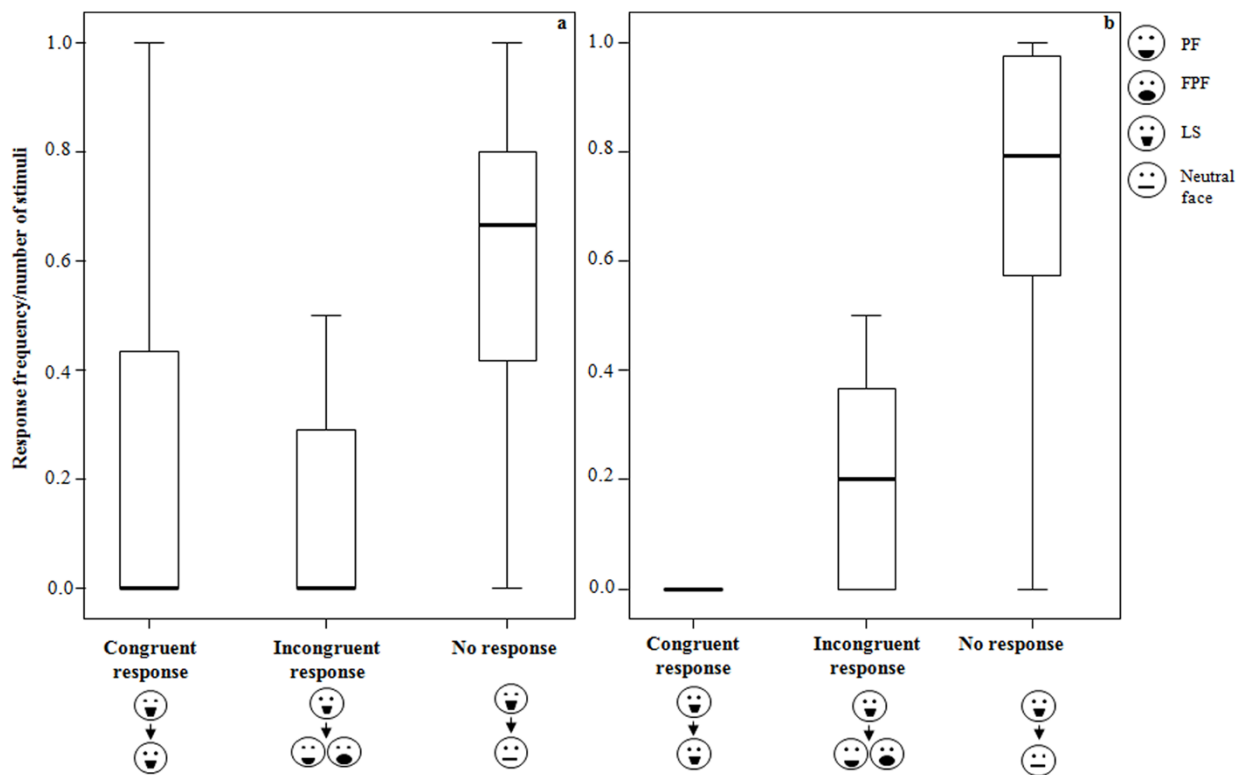 a
b
Response frequency/number of stimuli
1.0
0.8
0.6
0.4
0.2
0.0
Congruent
response
Incongruent
response
No response
1.0
0.8
0.6
0.4
0.2
0.0
Congruent
response
Incongruent
response
No response
PF
FPF
LS
Neutral
face